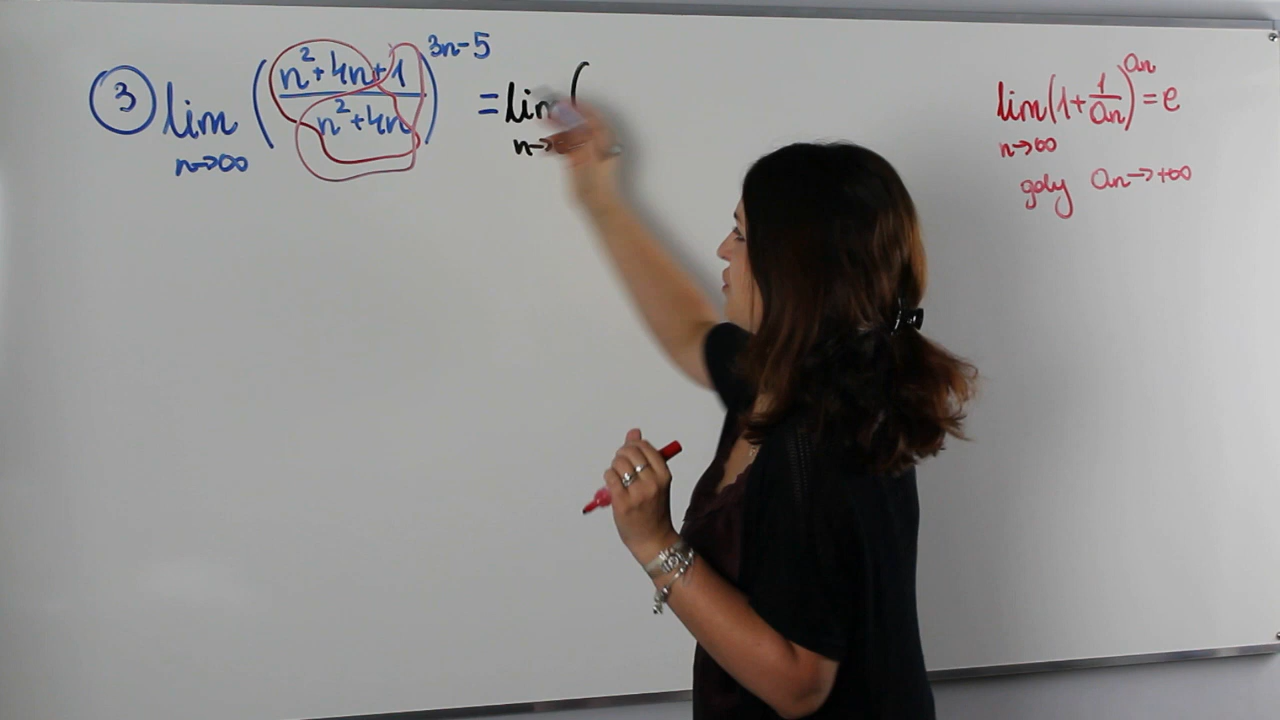 ③ lim (n²+4n+1 / n²+4n)^(3n-5) = lim (
n→∞ n→
lim (1 + 1/an)^an = e
n→∞
gdy an→+∞